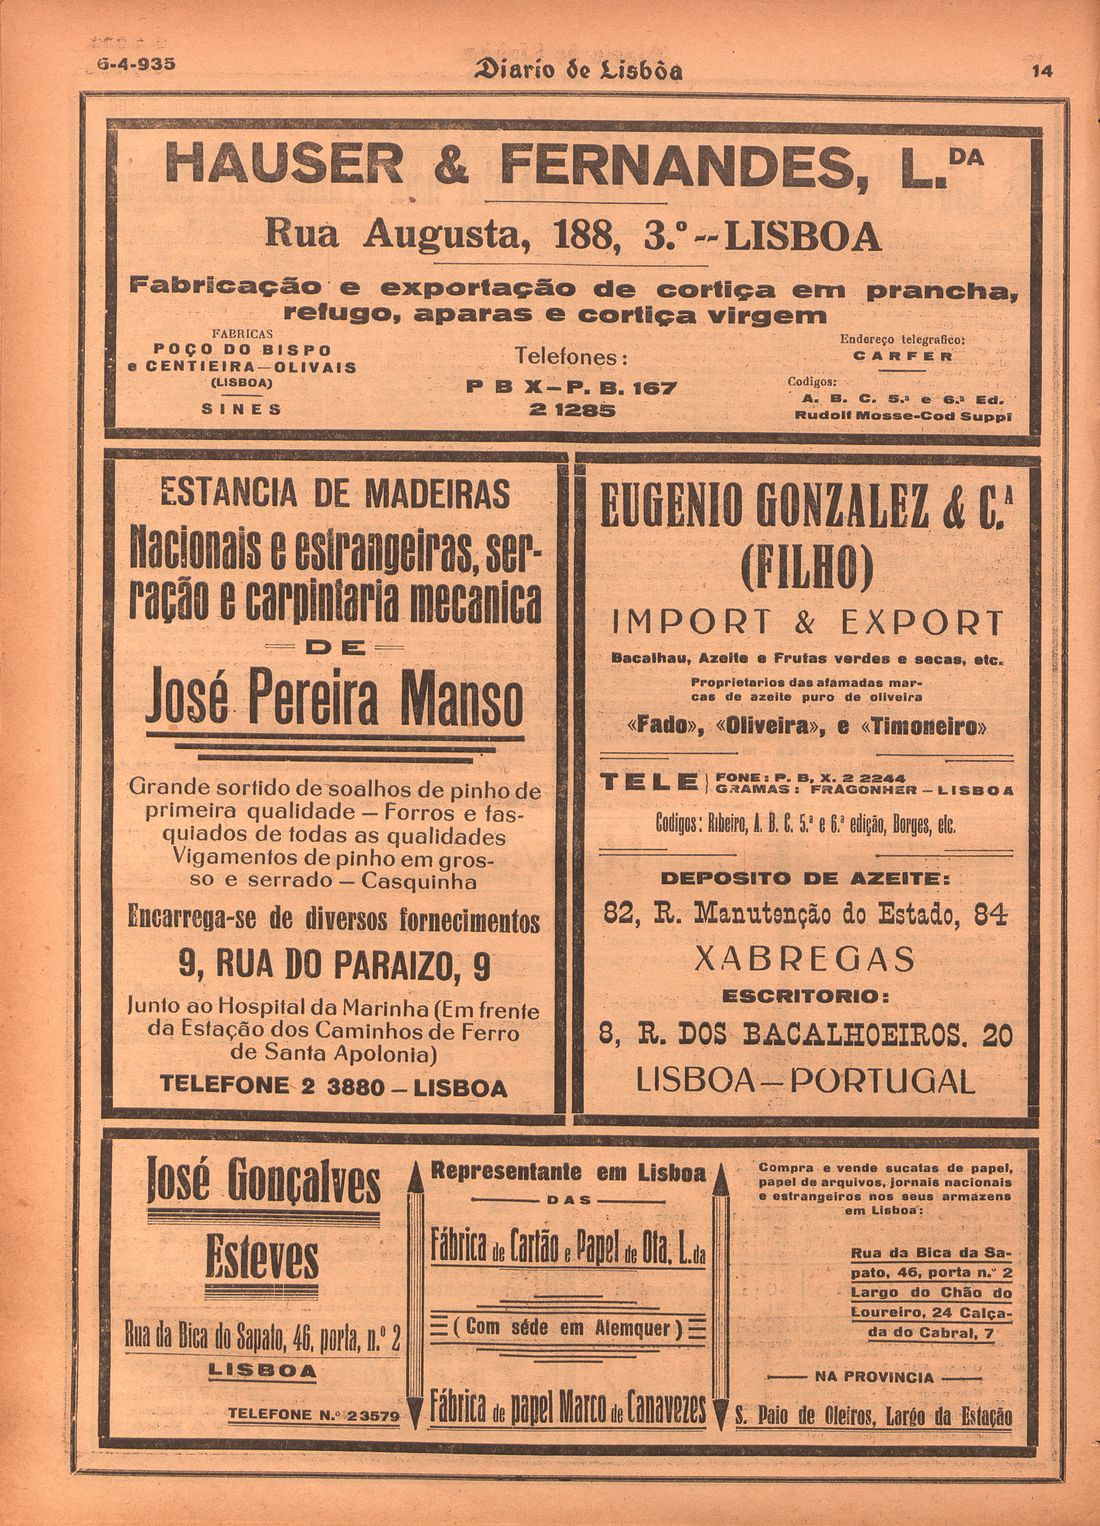 6-4-935
Diario de Lisbôa
14
HAUSER & FERNANDES, L.DA
Rua Augusta, 188, 3.º--LISBOA
Fabricação e exportação de cortiça em prancha,
refugo, aparas e cortiça virgem
FABRICAS
POÇO DO BISPO
e CENTIEIRA—OLIVAIS
(LISBOA)
SINES
Telefones:
P B X—P. B. 167
2 1285
Endereço telegrafico:
CARFER
Codigos:
A. B. C. 5.ª e 6.ª Ed.
Rudolf Mosse-Cod Suppl
ESTANCIA DE MADEIRAS
Nacionais e estrangeiras, ser-
ração e carpintaria mecanica
DE
José Pereira Manso
Grande sortido de soalhos de pinho de
primeira qualidade — Forros e fas-
quiados de todas as qualidades
Vigamentos de pinho em gros-
so e serrado — Casquinha
Encarrega-se de diversos fornecimentos
9, RUA DO PARAIZO, 9
Junto ao Hospital da Marinha (Em frente
da Estação dos Caminhos de Ferro
de Santa Apolonia)
TELEFONE 2 3880 — LISBOA
EUGENIO GONZALEZ & C.A
(FILHO)
IMPORT & EXPORT
Bacalhau, Azeite e Frutas verdes e secas, etc.
Proprietarios das afamadas mar-
cas de azeite puro de oliveira
«Fado», «Oliveira», e «Timoneiro»
TELE FONE: P. B, X. 2 2244
GRAMAS: FRAGONHER — LISBOA
Codigos: Ribeiro, A. B. C. 5.ª e 6.ª edição, Borges, etc.
DEPOSITO DE AZEITE:
82, R. Manutenção do Estado, 84
XABREGAS
ESCRITORIO:
8, R. DOS BACALHOEIROS. 20
LISBOA—PORTUGAL
José Gonçalves
Esteves
Rua da Bica do Sapato, 46, porta, n.º 2
LISBOA
TELEFONE N.º 23579
Representante em Lisboa
DAS
Fábrica de Cartão e Papel de Ota, L.da
(Com séde em Alemquer)
Fábrica de papel Marco de Canavezes
Compra e vende sucatas de papel,
papel de arquivos, jornais nacionais
e estrangeiros nos seus armazens
em Lisboa:
Rua da Bica da Sa-
pato, 46, porta n.º 2
Largo do Chão do
Loureiro, 24 Calça-
da do Cabral, 7
NA PROVINCIA
S. Paio de Oleiros, Largo da Estação